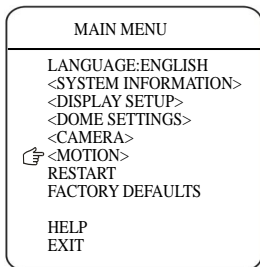 MAIN MENU
LANGUAGE:ENGLISH
<SYSTEM INFORMATION>
<DISPLAY SETUP>
<DOME SETTINGS>
<CAMERA>
<MOTION>
RESTART
FACTORY DEFAULTS
HELP
EXIT